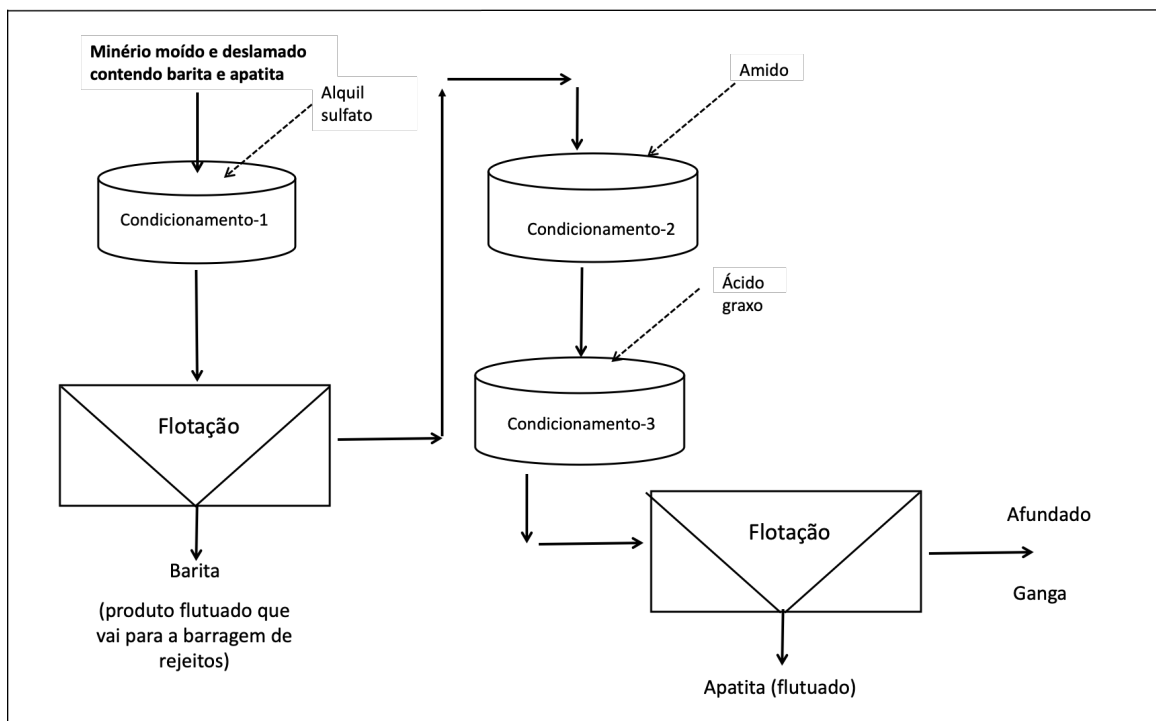 Minério moído e deslamado
contendo barita e apatita
Alquil
sulfato
Condicionamento-1
Flotação
Barita
(produto flutuado que
vai para a barragem de
rejeitos)
Amido
Condicionamento-2
Ácido
graxo
Condicionamento-3
Flotação
Afundado
Ganga
Apatita (flutuado)